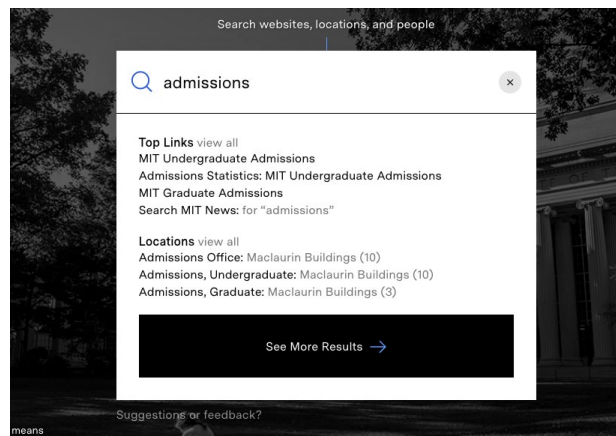 Search websites, locations, and people
admissions
Top Links view all
MIT Undergraduate Admissions
Admissions Statistics: MIT Undergraduate Admissions
MIT Graduate Admissions
Search MIT News: for “admissions”
Locations view all
Admissions Office: Maclaurin Buildings (10)
Admissions, Undergraduate: Maclaurin Buildings (10)
Admissions, Graduate: Maclaurin Buildings (3)
See More Results
Suggestions or feedback?
means